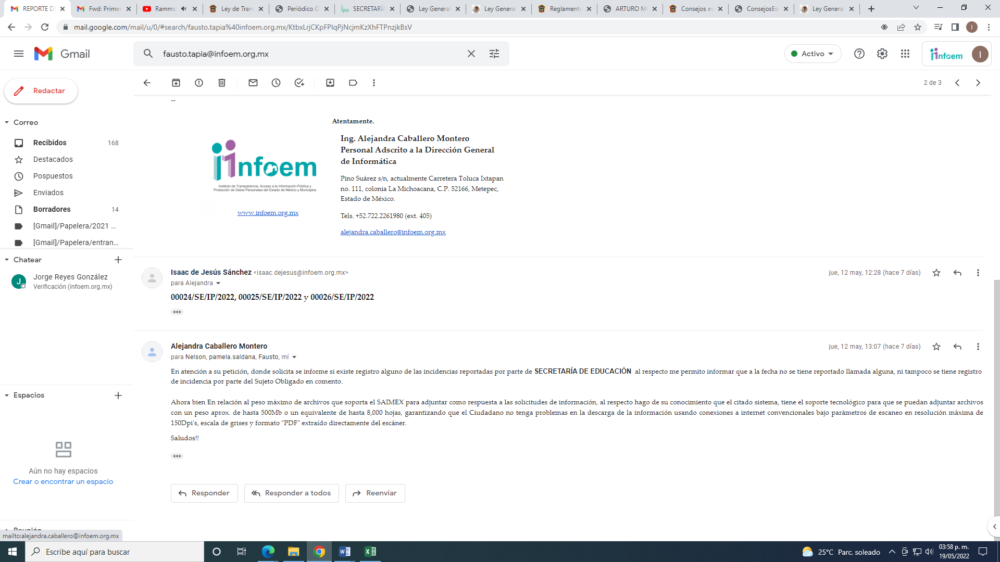 REPORTE D
Fwd: Primer
Rammst
Ley de Trans
Periódico O
SECRETARÍA
Ley General
Ley General
Reglamento
ARTURO M
Consejos es
ConsejosEsc
Ley General
mail.google.com/mail/u/0/#search/fausto.tapia%40infoem.org.mx/KtbxLrjCKpFPlqPjNcjmKzXhFTPnzjkBsV
I
Gmail
fausto.tapia@infoem.org.mx
Activo
infoem
I
Redactar
2 de 3
Correo
Recibidos 168
Destacados
Pospuestos
Enviados
Borradores 14
[Gmail]/Papelera/2021 ...
[Gmail]/Papelera/entran...
Chatear
J
Jorge Reyes González
Verificación (infoem.org.mx)
Espacios
Aún no hay espacios
Crear o encontrar un espacio
Reunión
mailto:alejandra.caballero@infoem.org.mx
--
Atentamente.
infoem
Instituto de Transparencia, Acceso a la Información Pública y
Protección de Datos Personales del Estado de México y Municipios
www.infoem.org.mx
Ing. Alejandra Caballero Montero
Personal Adscrito a la Dirección General
de Informática
Pino Suárez s/n, actualmente Carretera Toluca Ixtapan
no. 111, colonia La Michoacana, C.P. 52166, Metepec,
Estado de México.
Tels. +52.722.2261980 (ext. 405)
alejandra.caballero@infoem.org.mx
Isaac de Jesús Sánchez <isaac.dejesus@infoem.org.mx>
jue, 12 may, 12:28 (hace 7 días)
para Alejandra
00024/SE/IP/2022, 00025/SE/IP/2022 y 00026/SE/IP/2022
Alejandra Caballero Montero
jue, 12 may, 13:07 (hace 7 días)
para Nelson, pamela.saldana, Fausto, mí
En atención a su petición, donde solicita se informe si existe registro alguno de las incidencias reportadas por parte de SECRETARÍA DE EDUCACIÓN al respecto me permito informar que a la fecha no se tiene reportado llamada alguna, ni tampoco se tiene registro
de incidencia por parte del Sujeto Obligado en comento.
Ahora bien En relación al peso máximo de archivos que soporta el SAIMEX para adjuntar como respuesta a las solicitudes de información, al respecto hago de su conocimiento que el citado sistema, tiene el soporte tecnológico para que se puedan adjuntar archivos
con un peso aprox. de hasta 500Mb o un equivalente de hasta 8,000 hojas, garantizando que el Ciudadano no tenga problemas en la descarga de la información usando conexiones a internet convencionales bajo parámetros de escaneo en resolución máxima de
150Dpi's, escala de grises y formato "PDF" extraído directamente del escáner.
Saludos!!
Responder
Responder a todos
Reenviar
Escribe aquí para buscar
25°C Parc. soleado
03:58 p. m.
19/05/2022